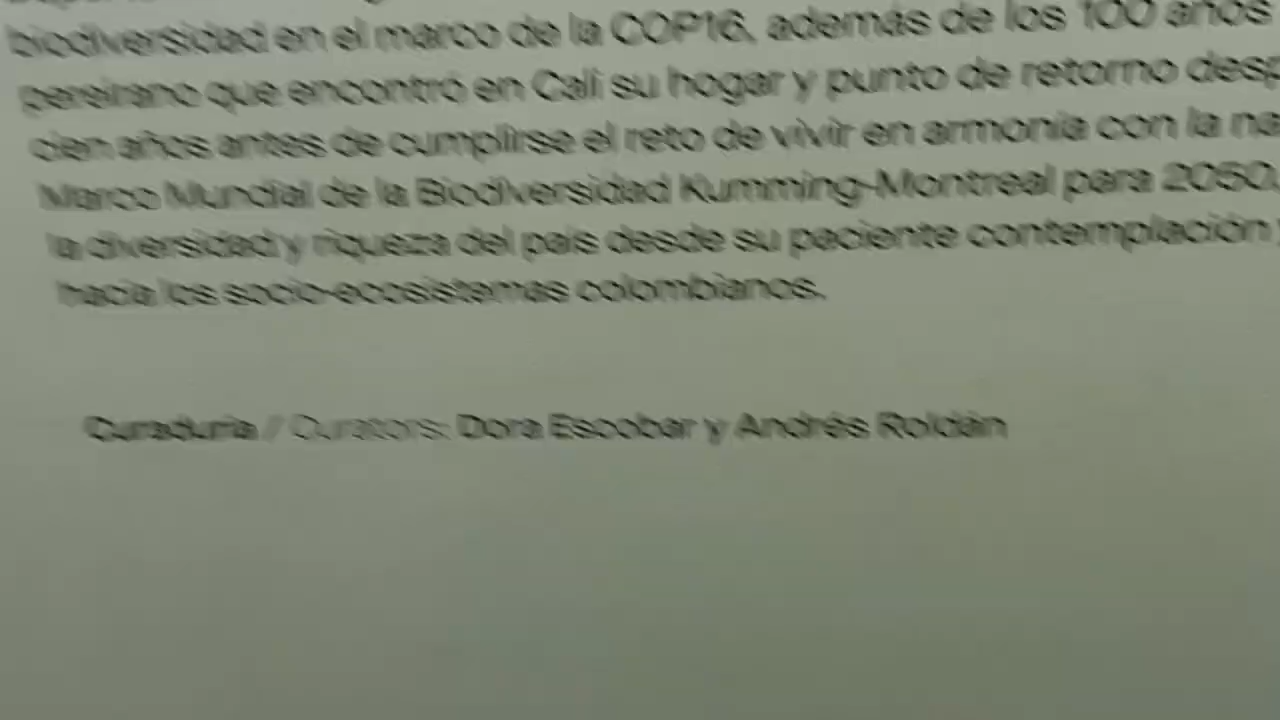 biodiversidad en el marco de la COP16, además de los 100 años
pereirano que encontró en Cali su hogar y punto de retorno
cien años antes de cumplirse el reto de vivir en armonía con la
Marco Mundial de la Biodiversidad Kumming-Montreal para 2050,
la diversidad y riqueza del país desde su paciente contemplación
hacia los socio-ecosistemas colombianos.
Curaduría / Curators: Dora Escobar y Andrés Roldán